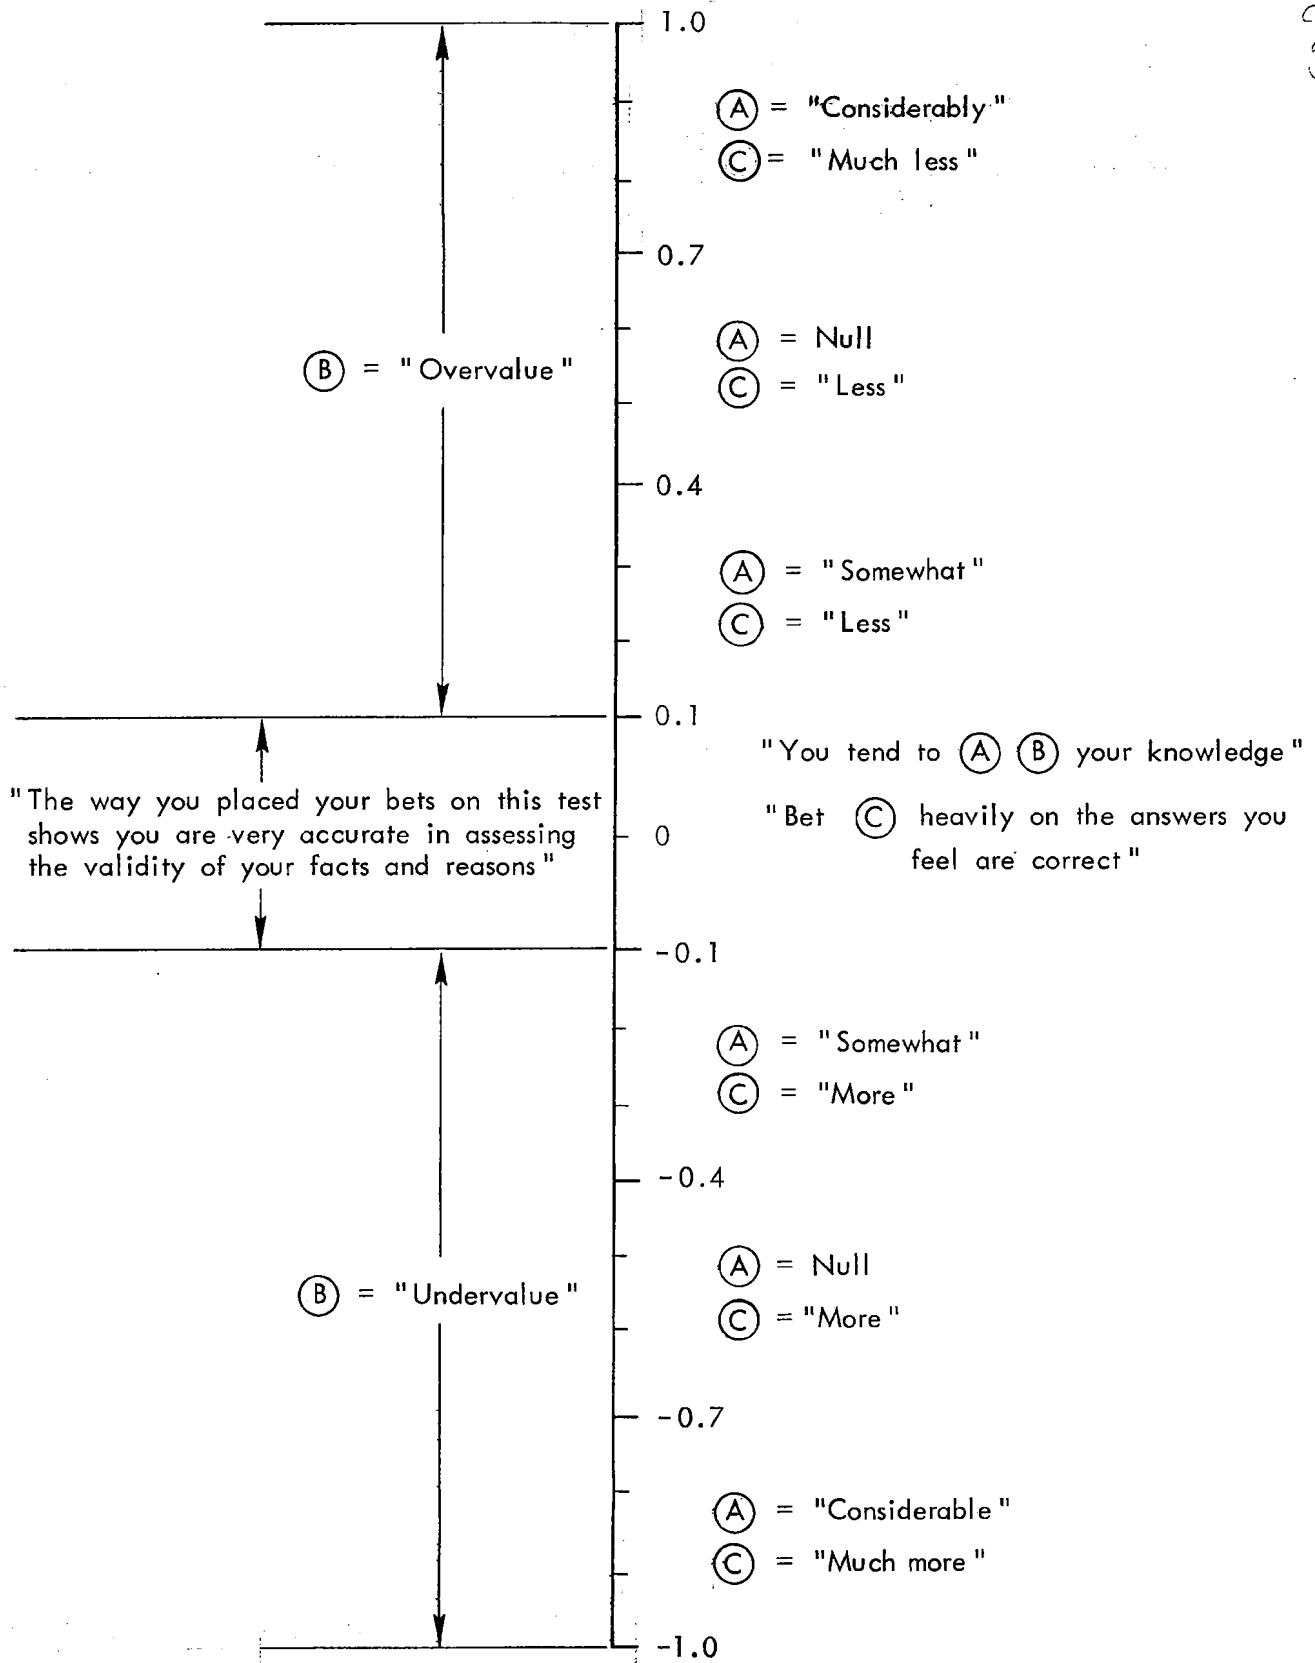 1.0
Ⓐ = "Considerably"
Ⓒ = "Much less"
0.7
Ⓐ = Null
Ⓑ = "Overvalue"
Ⓒ = "Less"
0.4
Ⓐ = "Somewhat"
Ⓒ = "Less"
0.1
"You tend to Ⓐ Ⓑ your knowledge"
"The way you placed your bets on this test
shows you are very accurate in assessing
the validity of your facts and reasons"
"Bet Ⓒ heavily on the answers you
feel are correct"
0
-0.1
Ⓐ = "Somewhat"
Ⓒ = "More"
-0.4
Ⓐ = Null
Ⓑ = "Undervalue"
Ⓒ = "More"
-0.7
Ⓐ = "Considerable"
Ⓒ = "Much more"
-1.0